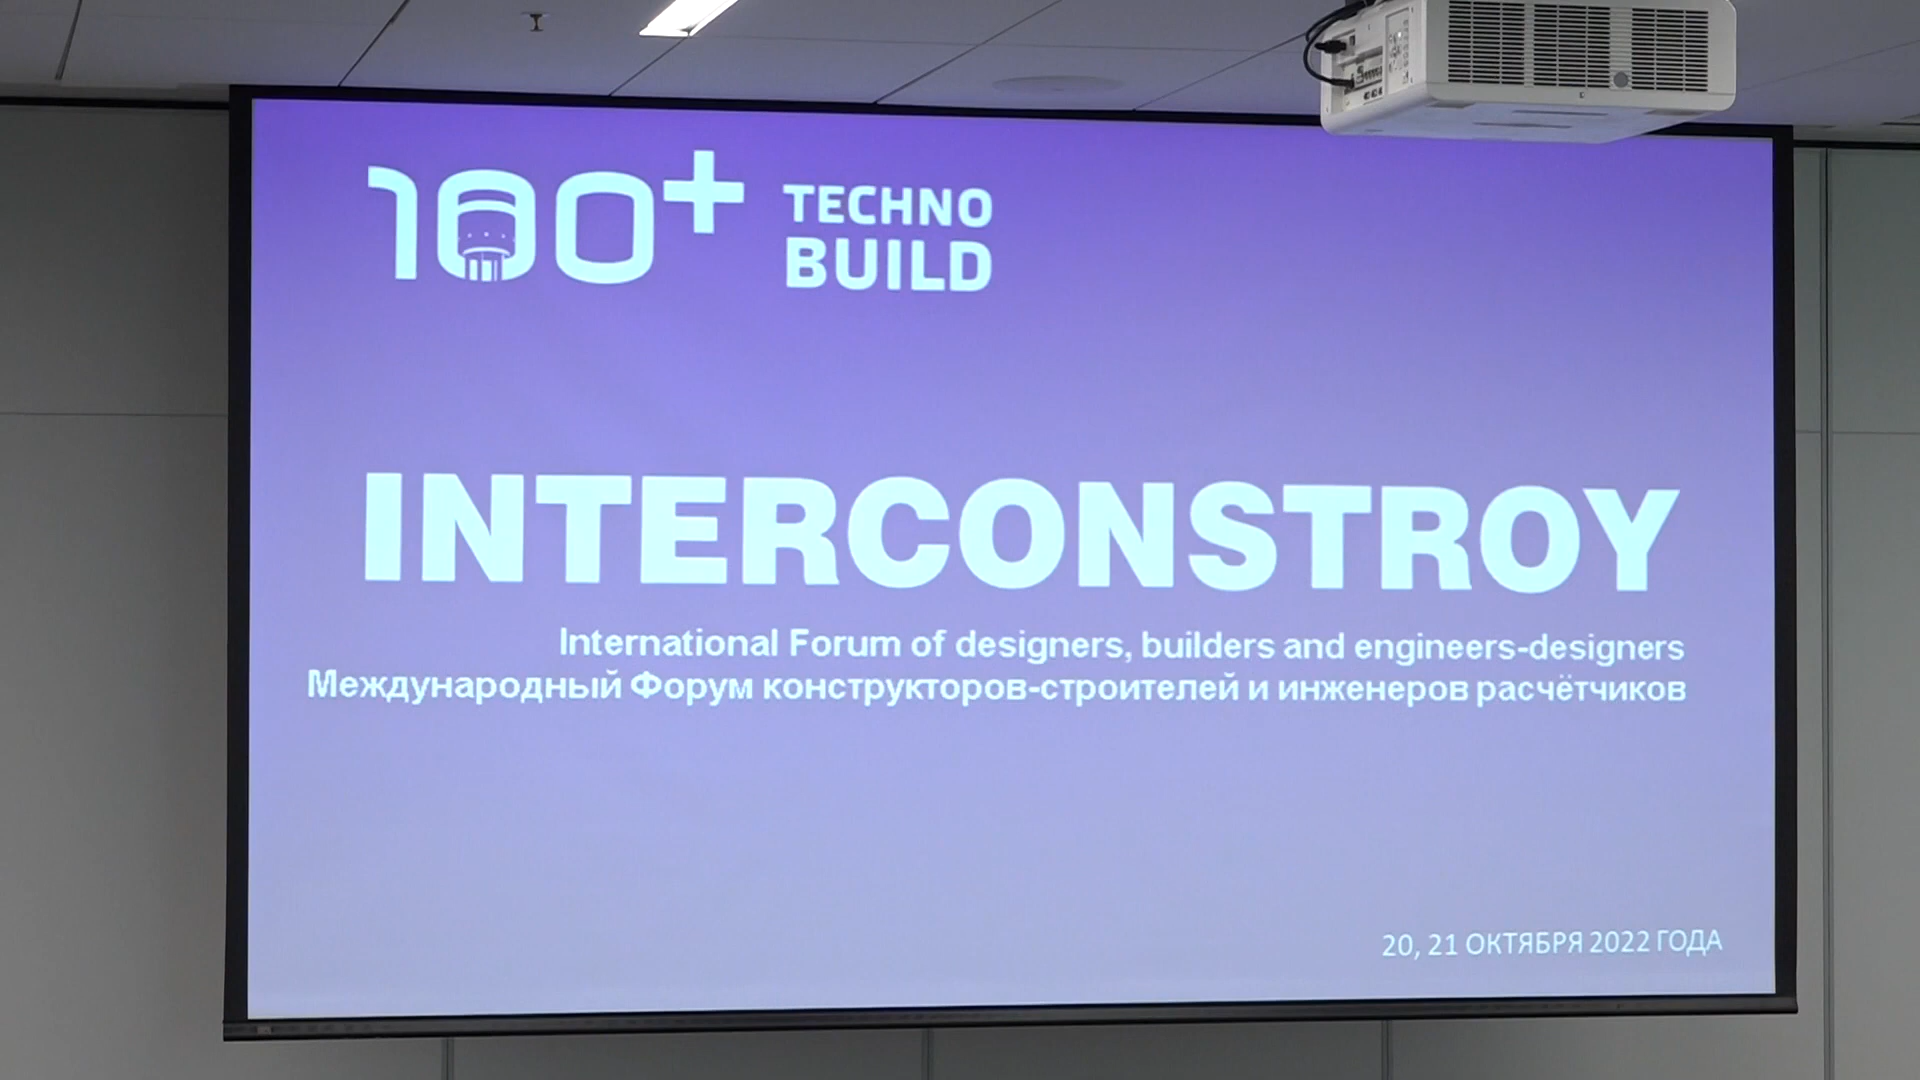 100+ TECHNO
BUILD
INTERCONSTROY
International Forum of designers, builders and engineers-designers
Международный Форум конструкторов-строителей и инженеров расчётчиков
20, 21 ОКТЯБРЯ 2022 ГОДА